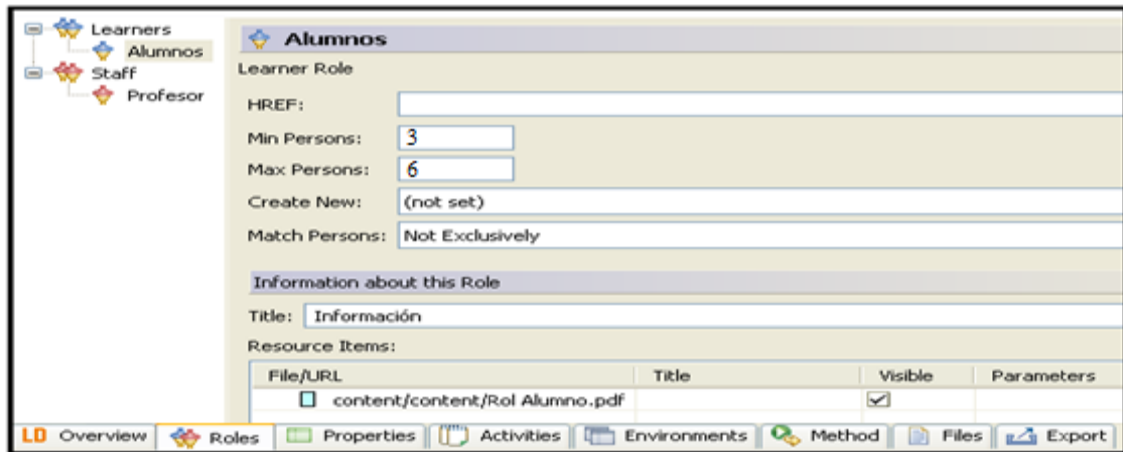 Learners
Alumnos
Staff
Profesor
Alumnos
Learner Role
HREF:
Min Persons: 3
Max Persons: 6
Create New: (not set)
Match Persons: Not Exclusively
Information about this Role
Title: Información
Resource Items:
File/URL Title Visible Parameters
content/content/Rol Alumno.pdf
LD Overview Roles Properties Activities Environments Method Files Export